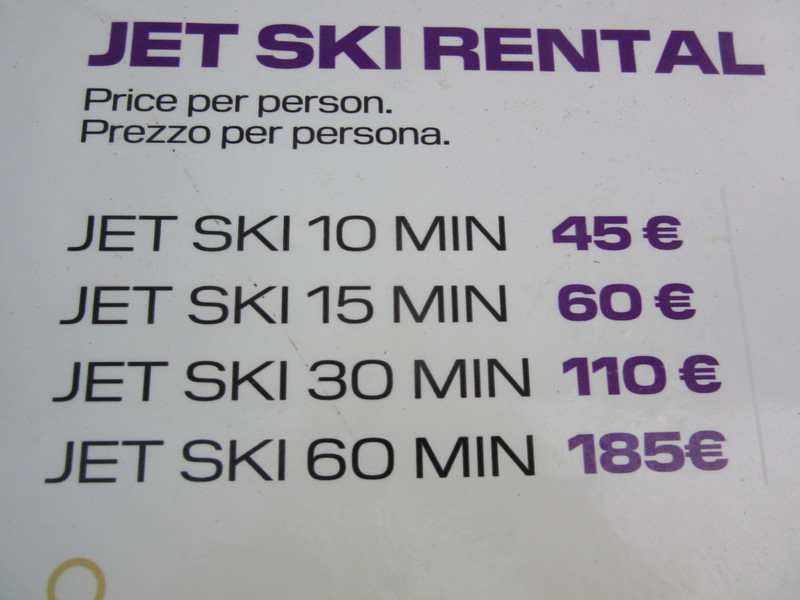 JET SKI RENTAL
Price per person.
Prezzo per persona.
JET SKI 10 MIN 45 €
JET SKI 15 MIN 60 €
JET SKI 30 MIN 110 €
JET SKI 60 MIN 185€